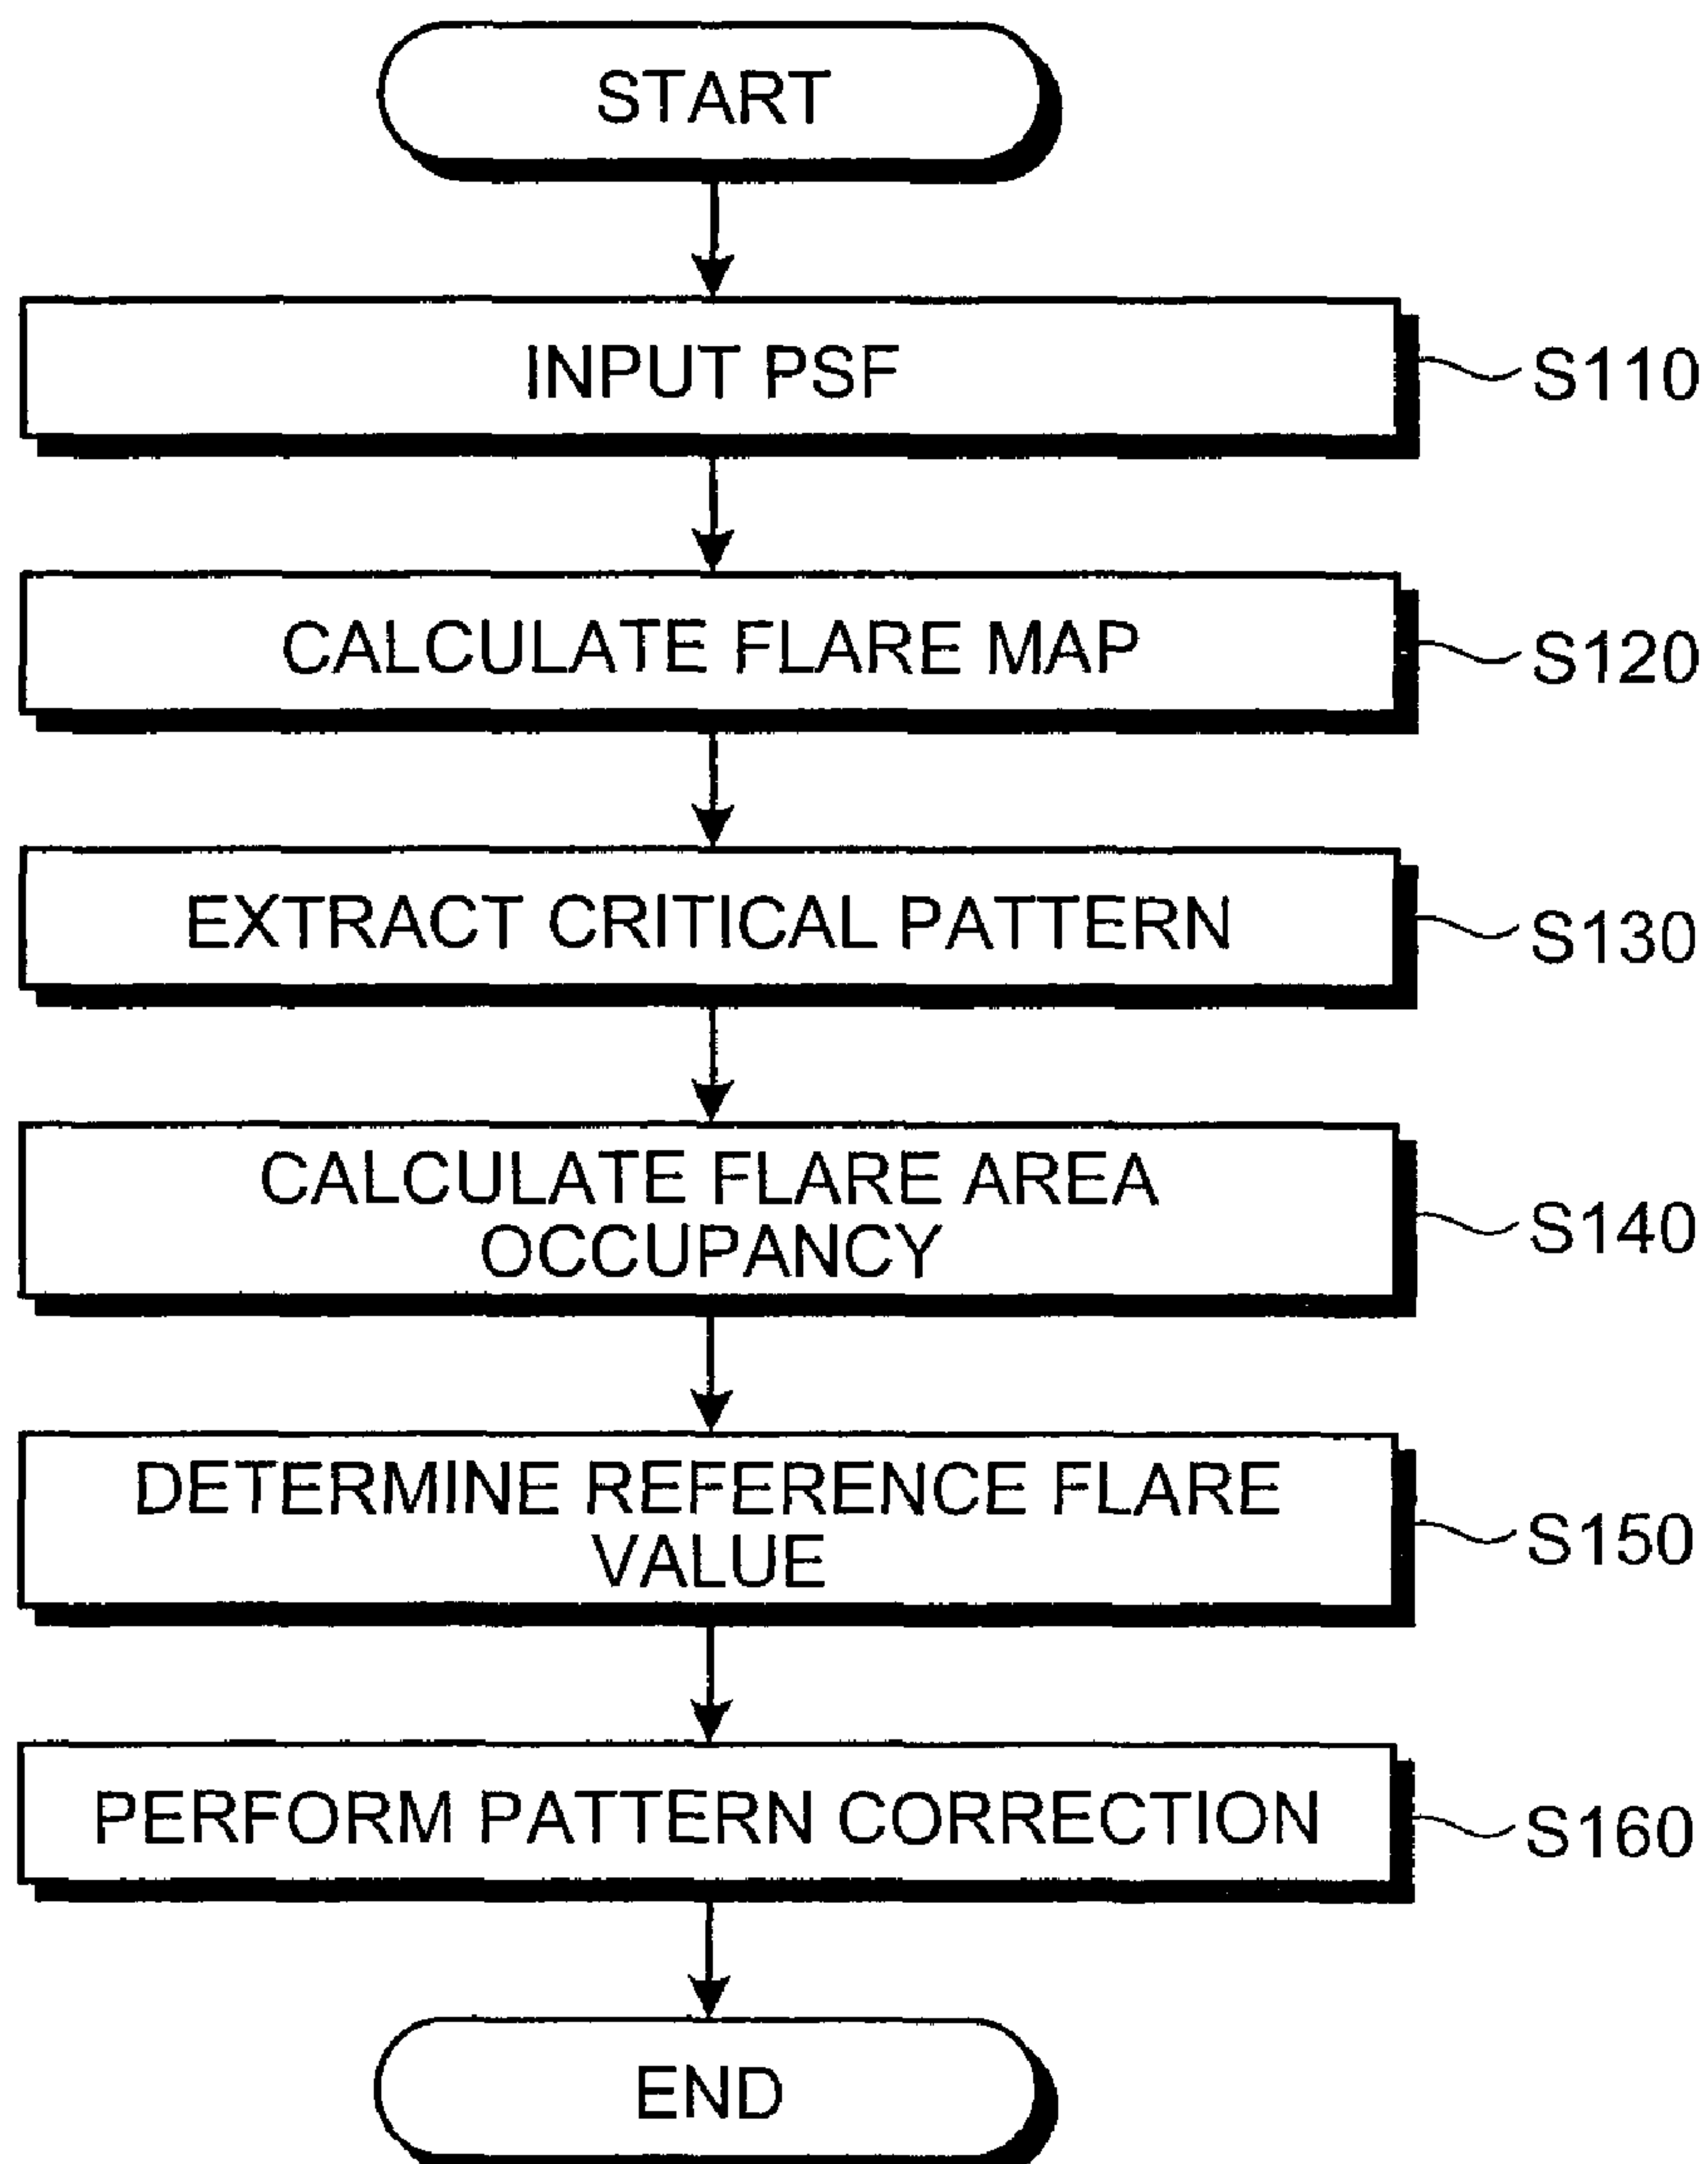 START
INPUT PSF
S110
CALCULATE FLARE MAP
S120
EXTRACT CRITICAL PATTERN
S130
CALCULATE FLARE AREA
OCCUPANCY
S140
DETERMINE REFERENCE FLARE
VALUE
S150
PERFORM PATTERN CORRECTION
S160
END